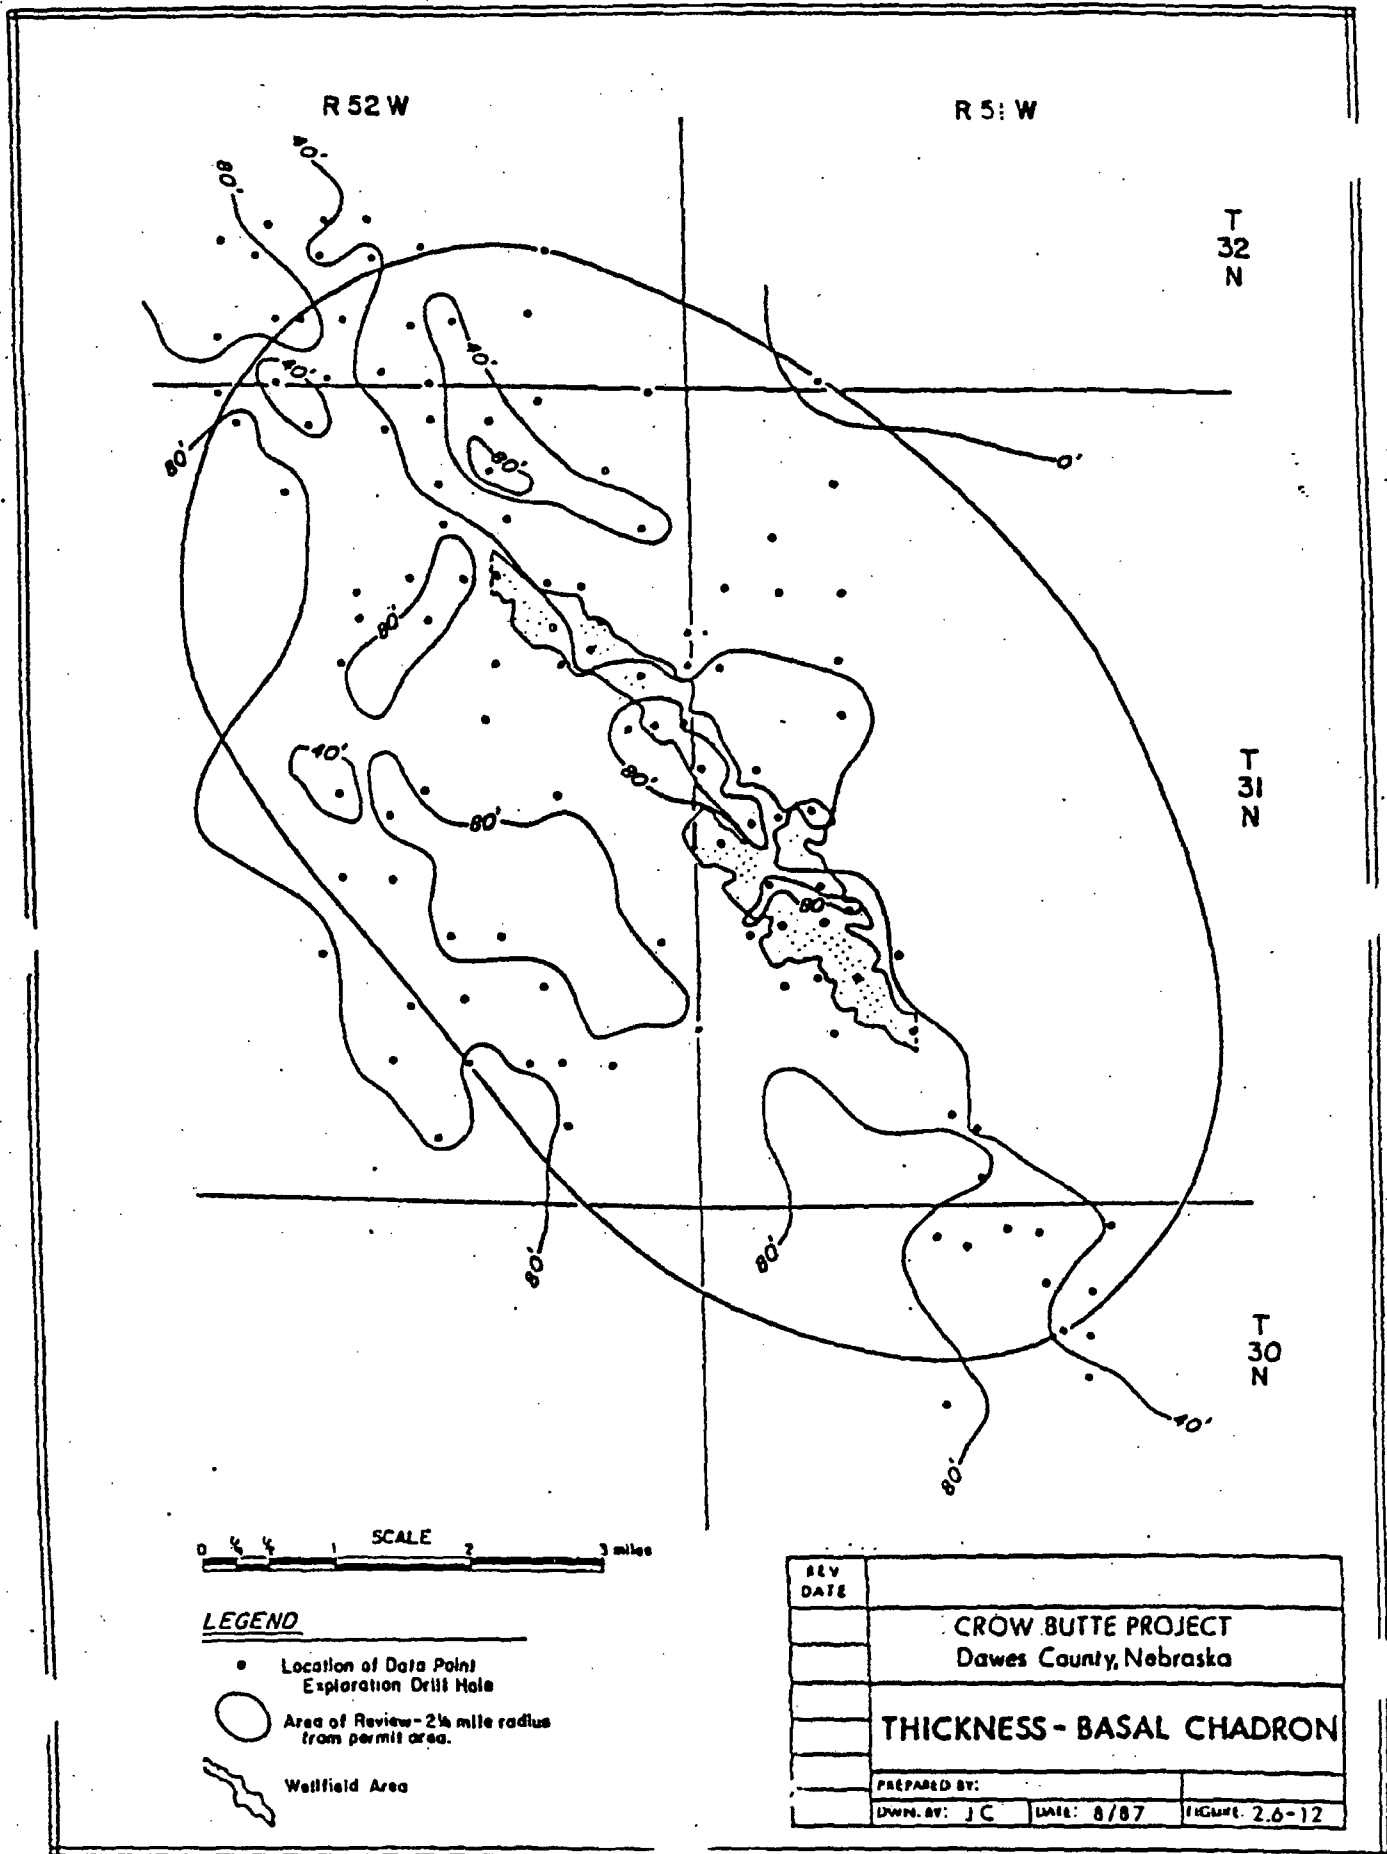 R 52 W
R 51 W
40'
80'
T
32
N
40'
40'
80'
80'
0'
80'
40'
80'
80'
T
31
N
80
80'
80'
T
30
N
40'
80'
SCALE
0 1 2 3 miles
LEGEND
Location of Data Point
Exploration Drill Hole
Area of Review - 2¼ mile radius
from permit area.
Wellfield Area
REV
DATE
CROW BUTTE PROJECT
Dawes County, Nebraska
THICKNESS - BASAL CHADRON
PREPARED BY:
DWN. BY: JC DATE: 8/87 FIGURE: 2.6-12